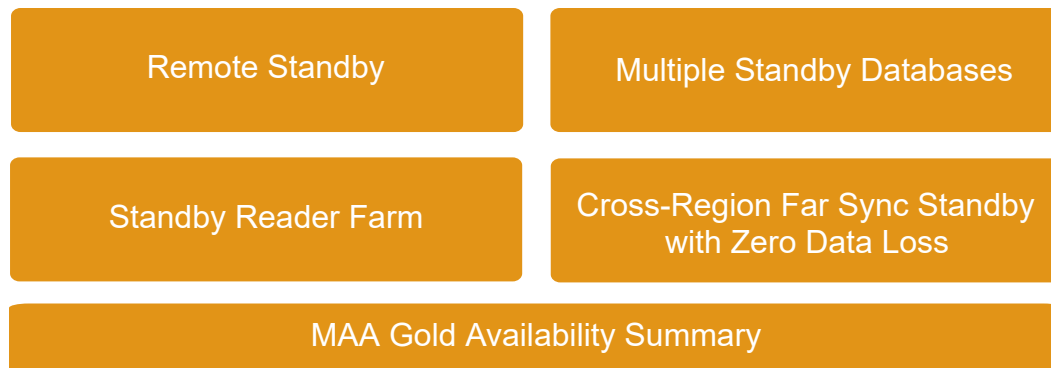 Remote Standby
Multiple Standby Databases
Standby Reader Farm
Cross-Region Far Sync Standby
with Zero Data Loss
MAA Gold Availability Summary